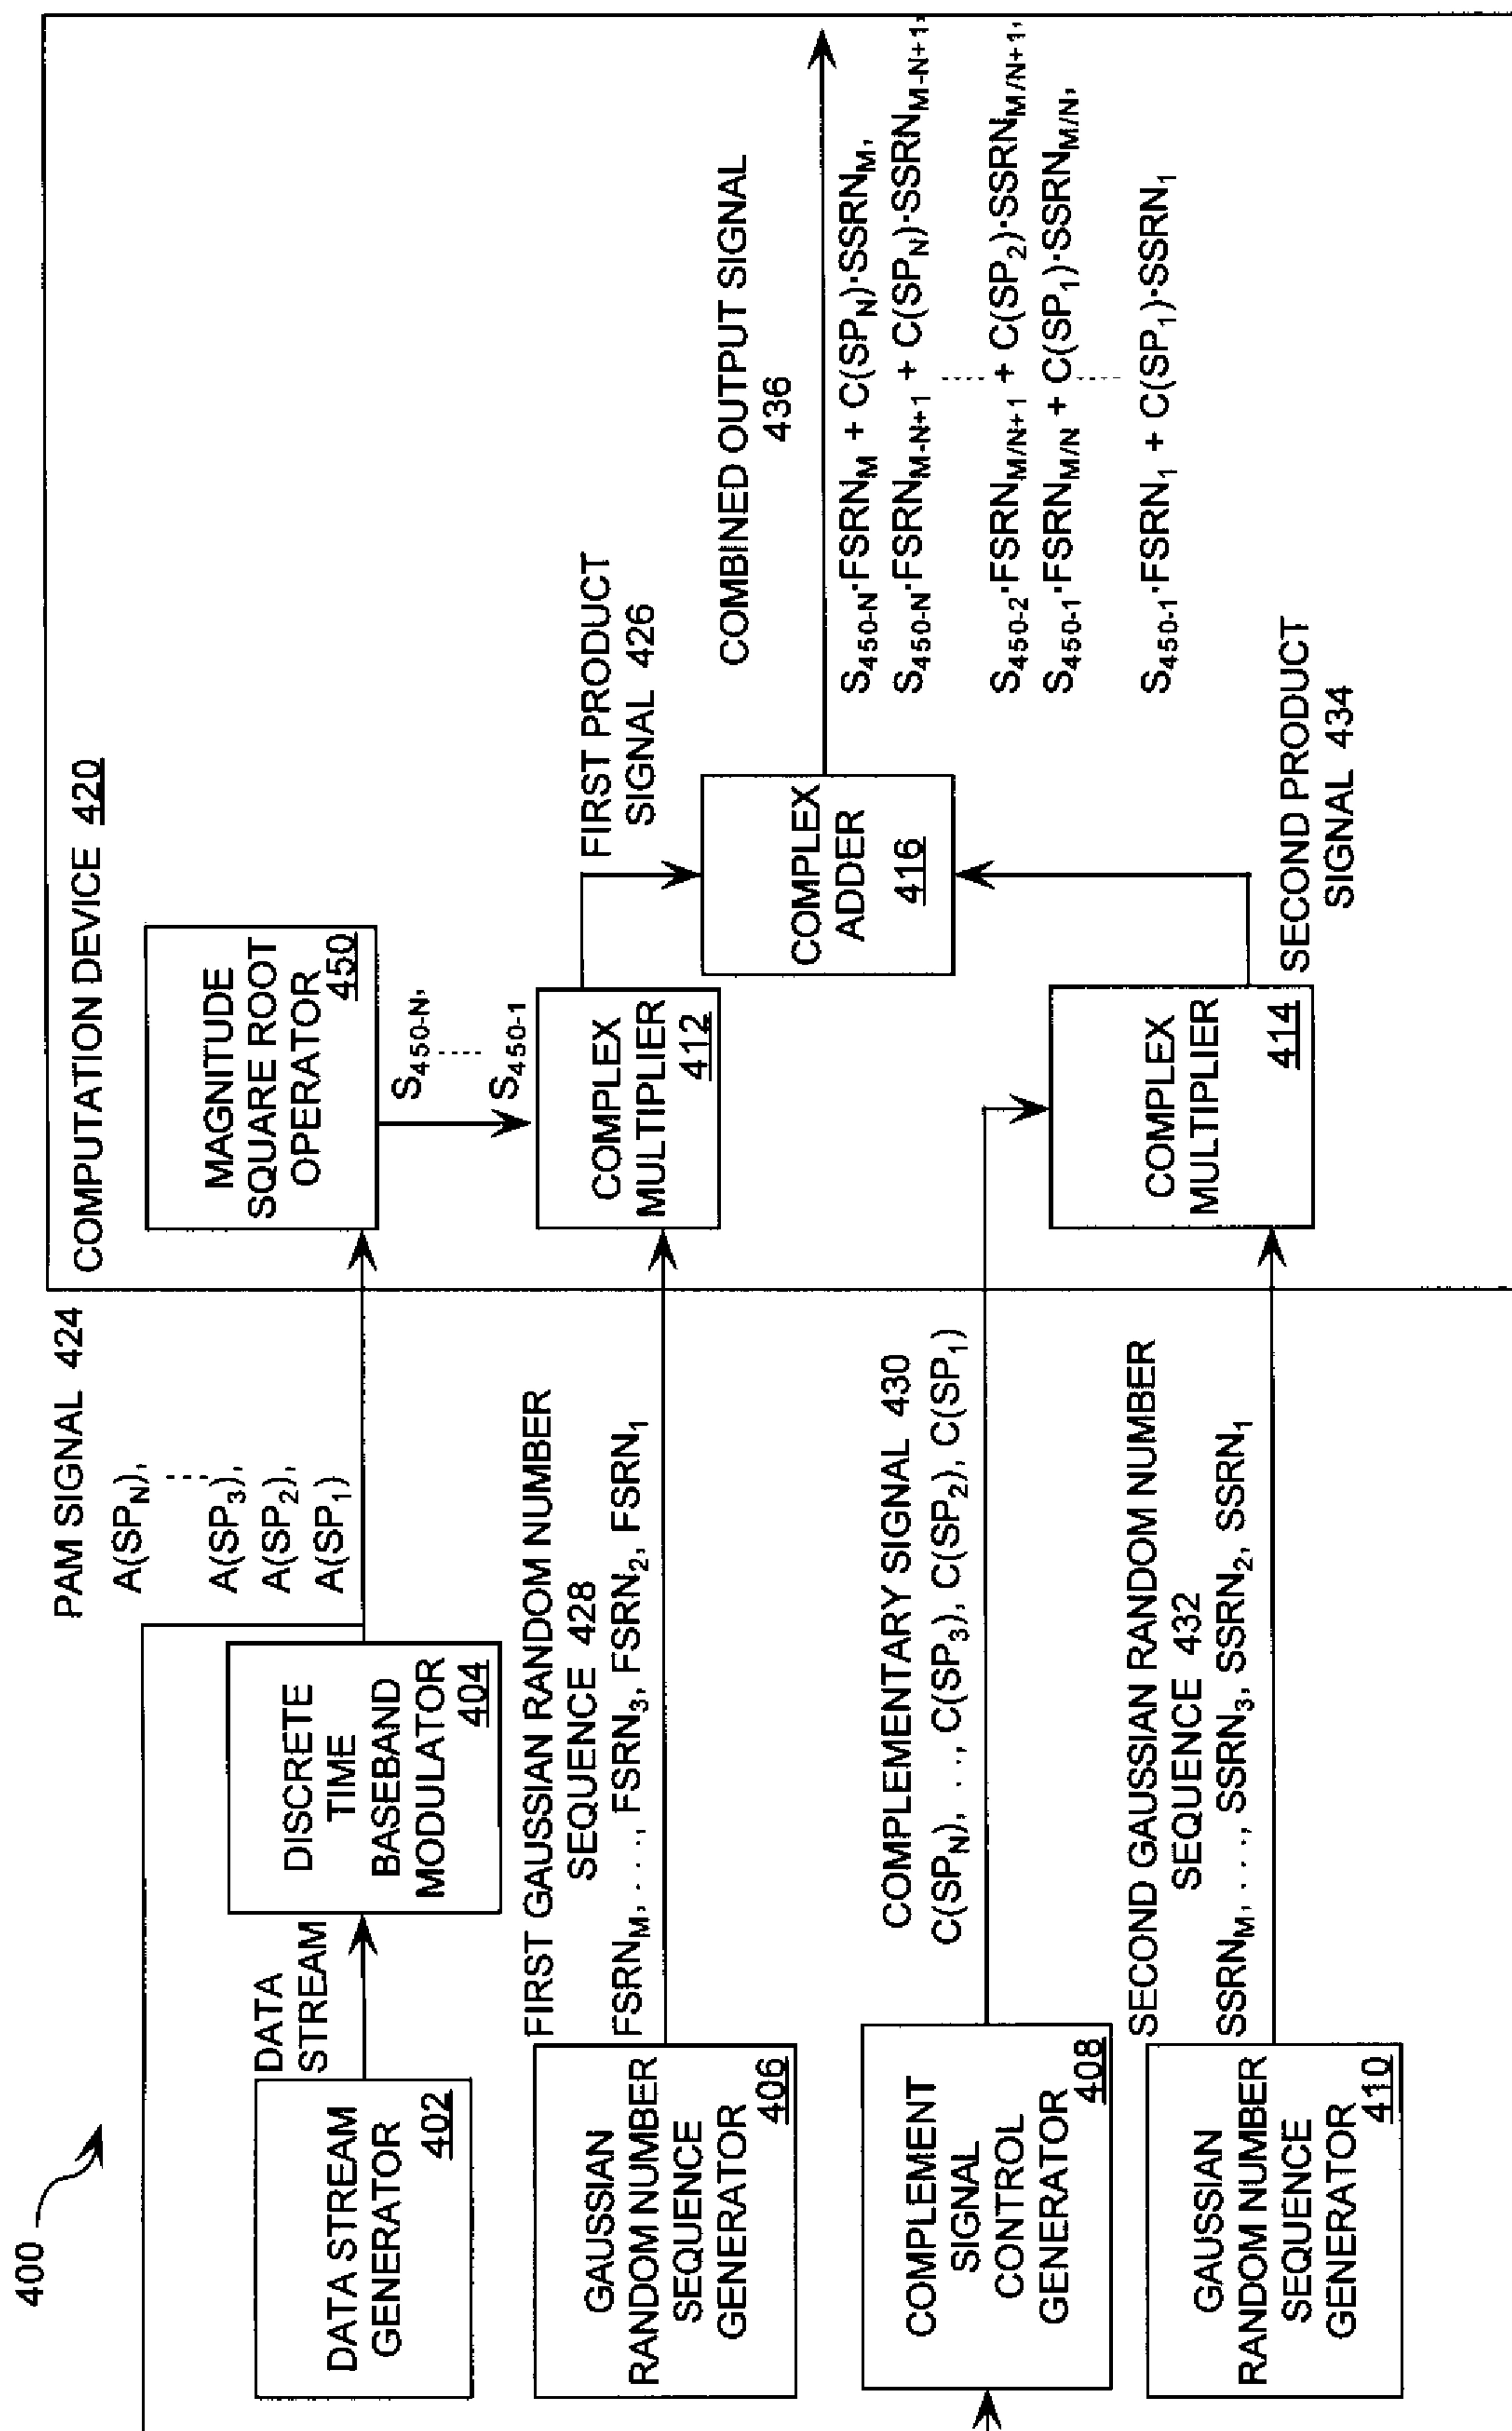 400
DATA STREAM
GENERATOR
402
DATA
STREAM
DISCRETE
TIME
BASEBAND
MODULATOR
404
PAM SIGNAL 424
A(SP_N),
A(SP_3),
A(SP_2),
A(SP_1)
GAUSSIAN
RANDOM NUMBER
SEQUENCE
GENERATOR
406
FIRST GAUSSIAN RANDOM NUMBER
SEQUENCE 428
FSRN_M, . . ., FSRN_3, FSRN_2, FSRN_1
COMPLEMENT
SIGNAL
CONTROL
GENERATOR
408
COMPLEMENTARY SIGNAL 430
C(SP_N), . . ., C(SP_3), C(SP_2), C(SP_1)
GAUSSIAN
RANDOM NUMBER
SEQUENCE
GENERATOR
410
SECOND GAUSSIAN RANDOM NUMBER
SEQUENCE 432
SSRN_M, . . ., SSRN_3, SSRN_2, SSRN_1
COMPUTATION DEVICE 420
MAGNITUDE
SQUARE ROOT
OPERATOR
450
S_450-N,
S_450-1
COMPLEX
MULTIPLIER
412
FIRST PRODUCT
SIGNAL 426
COMPLEX
ADDER
416
COMPLEX
MULTIPLIER
414
SECOND PRODUCT
SIGNAL 434
COMBINED OUTPUT SIGNAL
436
S_450-N·FSRN_M + C(SP_N)·SSRN_M,
S_450-N·FSRN_M-N+1 + C(SP_N)·SSRN_M-N+1,
S_450-2·FSRN_M/N+1 + C(SP_2)·SSRN_M/N+1,
S_450-1·FSRN_M/N + C(SP_1)·SSRN_M/N,
S_450-1·FSRN_1 + C(SP_1)·SSRN_1